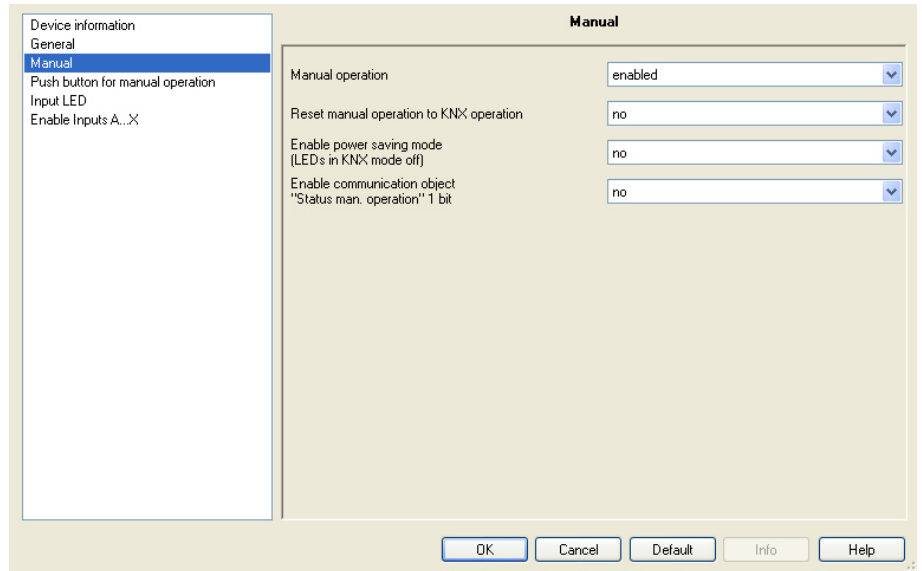 Device information
General
Manual
Push button for manual operation
Input LED
Enable Inputs A...X
Manual
Manual operation
enabled
Reset manual operation to KNX operation
no
Enable power saving mode
(LEDs in KNX mode off)
no
Enable communication object
"Status man. operation" 1 bit
no
OK
Cancel
Default
Info
Help